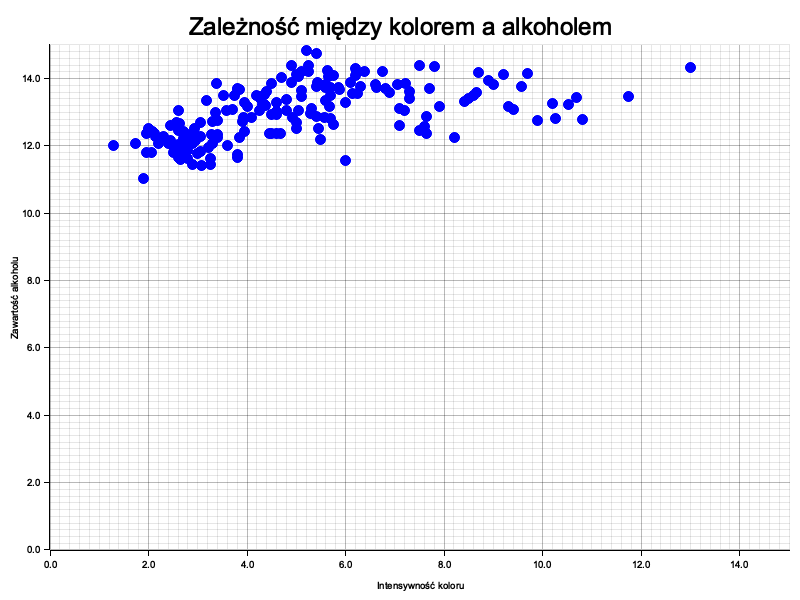 Zależność między kolorem a alkoholem
14.0
12.0
10.0
8.0
6.0
4.0
2.0
0.0
Zawartość alkoholu
0.0 2.0 4.0 6.0 8.0 10.0 12.0 14.0
Intensywność koloru